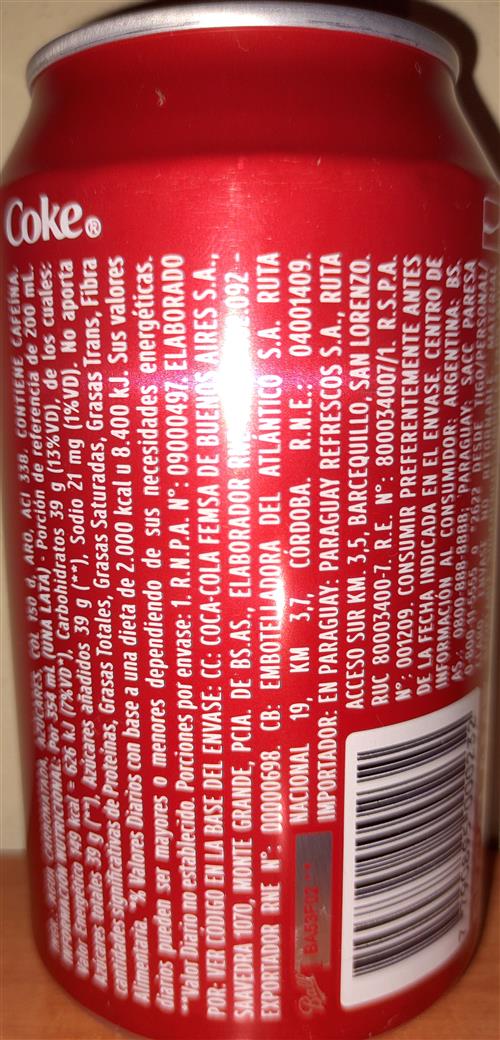 Coke®
COL 150 d, ARO, ACI 338. CONTIENE CAFEÍNA.
Por 354 mL (UNA LATA) - Porción de referencia de 200 mL:
149 kcal = 626 kJ (7%VD*), Carbohidratos 39 g (13%VD), de los cuales:
Azúcares totales 39 g (**), Azúcares añadidos 39 g (**). Sodio 21 mg (1%VD). No aporta
cantidades significativas de Proteínas, Grasas Totales, Grasas Saturadas, Grasas Trans, Fibra
Alimentaria. *% Valores Diarios con base a una dieta de 2.000 kcal u 8.400 kJ. Sus valores
diarios pueden ser mayores o menores dependiendo de sus necesidades energéticas.
**Valor Diario no establecido. Porciones por envase: 1. R.N.P.A. N°: 09000497. ELABORADO
POR: VER CÓDIGO EN LA BASE DEL ENVASE: CC: COCA-COLA FEMSA DE BUENOS AIRES S.A.,
SAAVEDRA 1070, MONTE GRANDE, PCIA. DE BS.AS., ELABORADOR
EXPORTADOR RNE N°: 00000698. CB: EMBOTELLADORA DEL ATLÁNTICO S.A. RUTA
NACIONAL 19, KM 3,7, CÓRDOBA. R.N.E.: 04001409.
IMPORTADOR: EN PARAGUAY: PARAGUAY REFRESCOS S.A., RUTA
ACCESO SUR KM. 3,5, BARCEQUILLO, SAN LORENZO.
RUC 80003400-7. R.E. N°: 800034007/1. R.S.P.A.
N°: 001209. CONSUMIR PREFERENTEMENTE ANTES
DE LA FECHA INDICADA EN EL ENVASE. CENTRO DE
INFORMACIÓN AL CONSUMIDOR: ARGENTINA: BS.
AS.: 0800-888-8888. PARAGUAY: SACC PARESA
Ball